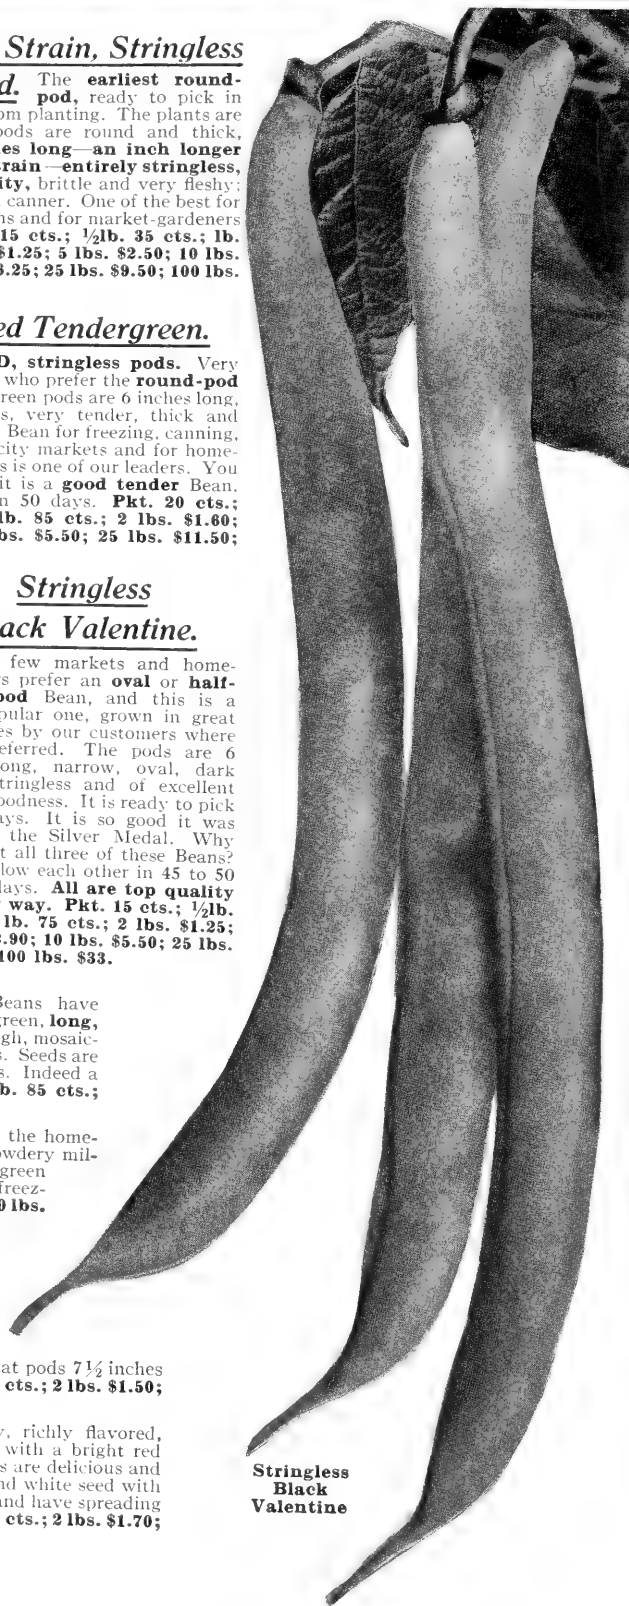 Strain, Stringless
d. The earliest round-
pod, ready to pick in
om planting. The plants are
pods are round and thick,
es long—an inch longer
rain—entirely stringless,
ity, brittle and very fleshy;
canner. One of the best for
ns and for market-gardeners
15 cts.; ½lb. 35 cts.; lb.
$1.25; 5 lbs. $2.50; 10 lbs.
.25; 25 lbs. $9.50; 100 lbs.
ed Tendergreen.
D, stringless pods. Very
who prefer the round-pod
reen pods are 6 inches long,
s, very tender, thick and
Bean for freezing, canning,
city markets and for home-
s is one of our leaders. You
it is a good tender Bean.
n 50 days. Pkt. 20 cts.;
lb. 85 cts.; 2 lbs. $1.60;
bs. $5.50; 25 lbs. $11.50;
Stringless
ack Valentine.
few markets and home-
s prefer an oval or half-
ood Bean, and this is a
pular one, grown in great
es by our customers where
eferred. The pods are 6
ong, narrow, oval, dark
tringless and of excellent
oodness. It is ready to pick
ays. It is so good it was
the Silver Medal. Why
t all three of these Beans?
low each other in 45 to 50
days. All are top quality
way. Pkt. 15 cts.; ½lb.
lb. 75 cts.; 2 lbs. $1.25;
.90; 10 lbs. $5.50; 25 lbs.
100 lbs. $33.
Beans have
green, long,
gh, mosaic-
s. Seeds are
s. Indeed a
b. 85 cts.;
the home-
owdery mil-
green
freez-
0 lbs.
at pods 7½ inches
cts.; 2 lbs. $1.50;
y, richly flavored,
with a bright red
s are delicious and
nd white seed with
and have spreading
cts.; 2 lbs. $1.70;
Stringless
Black
Valentine